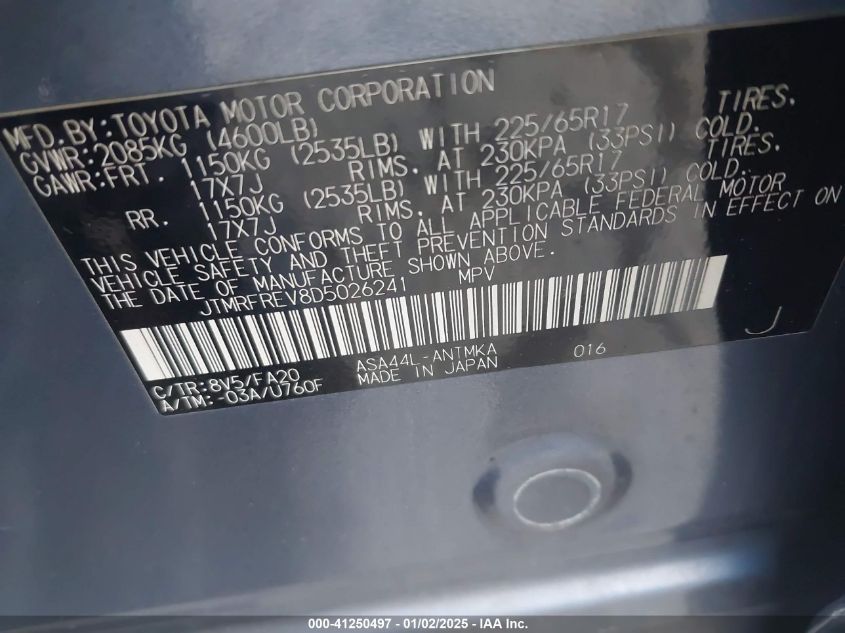 MFD.BY:TOYOTA MOTOR CORPORATION
GVWR:2085KG (4600LB)
GAWR:FRT. 1150KG (2535LB) WITH 225/65R17 TIRES.
17X7J RIMS. AT 230KPA (33PSI) COLD.
RR. 1150KG (2535LB) WITH 225/65R17 TIRES.
17X7J RIMS. AT 230KPA (33PSI) COLD.
THIS VEHICLE CONFORMS TO ALL APPLICABLE FEDERAL MOTOR
VEHICLE SAFETY AND THEFT PREVENTION STANDARDS IN EFFECT ON
THE DATE OF MANUFACTURE SHOWN ABOVE.
JTMRFREV8D5026241 MPV
J
C/TR:8V5/FA20 ASA44L-ANTMKA 016
A/TM:-03A/U760F MADE IN JAPAN
000-41250497 - 01/02/2025 - IAA Inc.